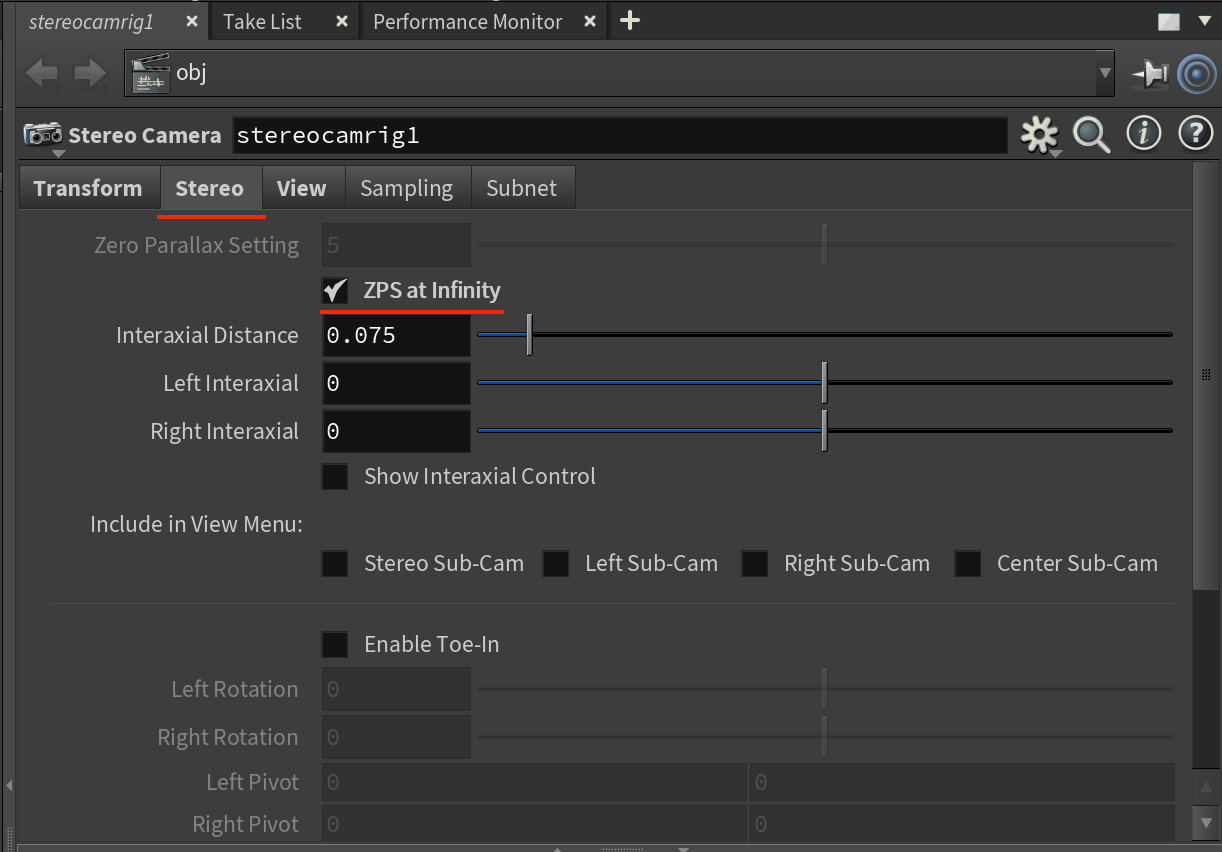 stereocamrig1 × Take List × Performance Monitor × +
obj
Stereo Camera stereocamrig1
Transform Stereo View Sampling Subnet
Zero Parallax Setting 5
ZPS at Infinity
Interaxial Distance 0.075
Left Interaxial 0
Right Interaxial 0
Show Interaxial Control
Include in View Menu:
Stereo Sub-Cam Left Sub-Cam Right Sub-Cam Center Sub-Cam
Enable Toe-In
Left Rotation 0
Right Rotation 0
Left Pivot 0 0
Right Pivot 0 0